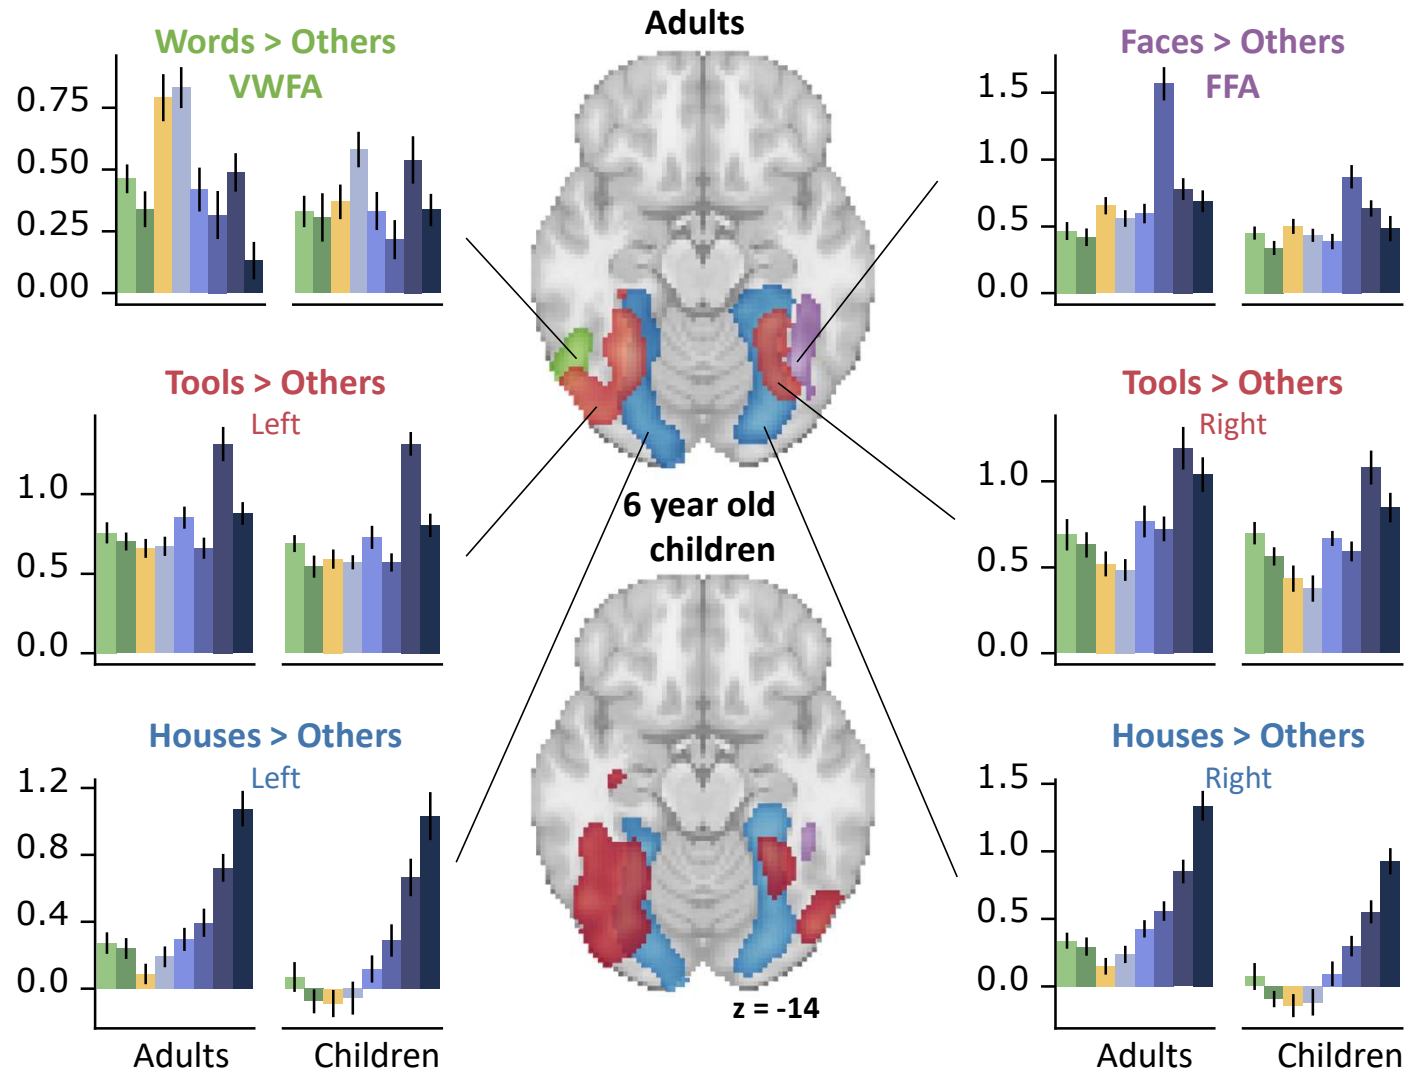 Adults
Words > Others
VWFA
0.75
0.50
0.25
0.00
Faces > Others
FFA
1.5
1.0
0.5
0.0
Tools > Others
Left
1.0
0.5
0.0
Tools > Others
Right
1.0
0.5
0.0
6 year old
children
Houses > Others
Left
1.2
0.8
0.4
0.0
Adults
Children
Houses > Others
Right
1.5
1.0
0.5
0.0
Adults
Children
z = -14